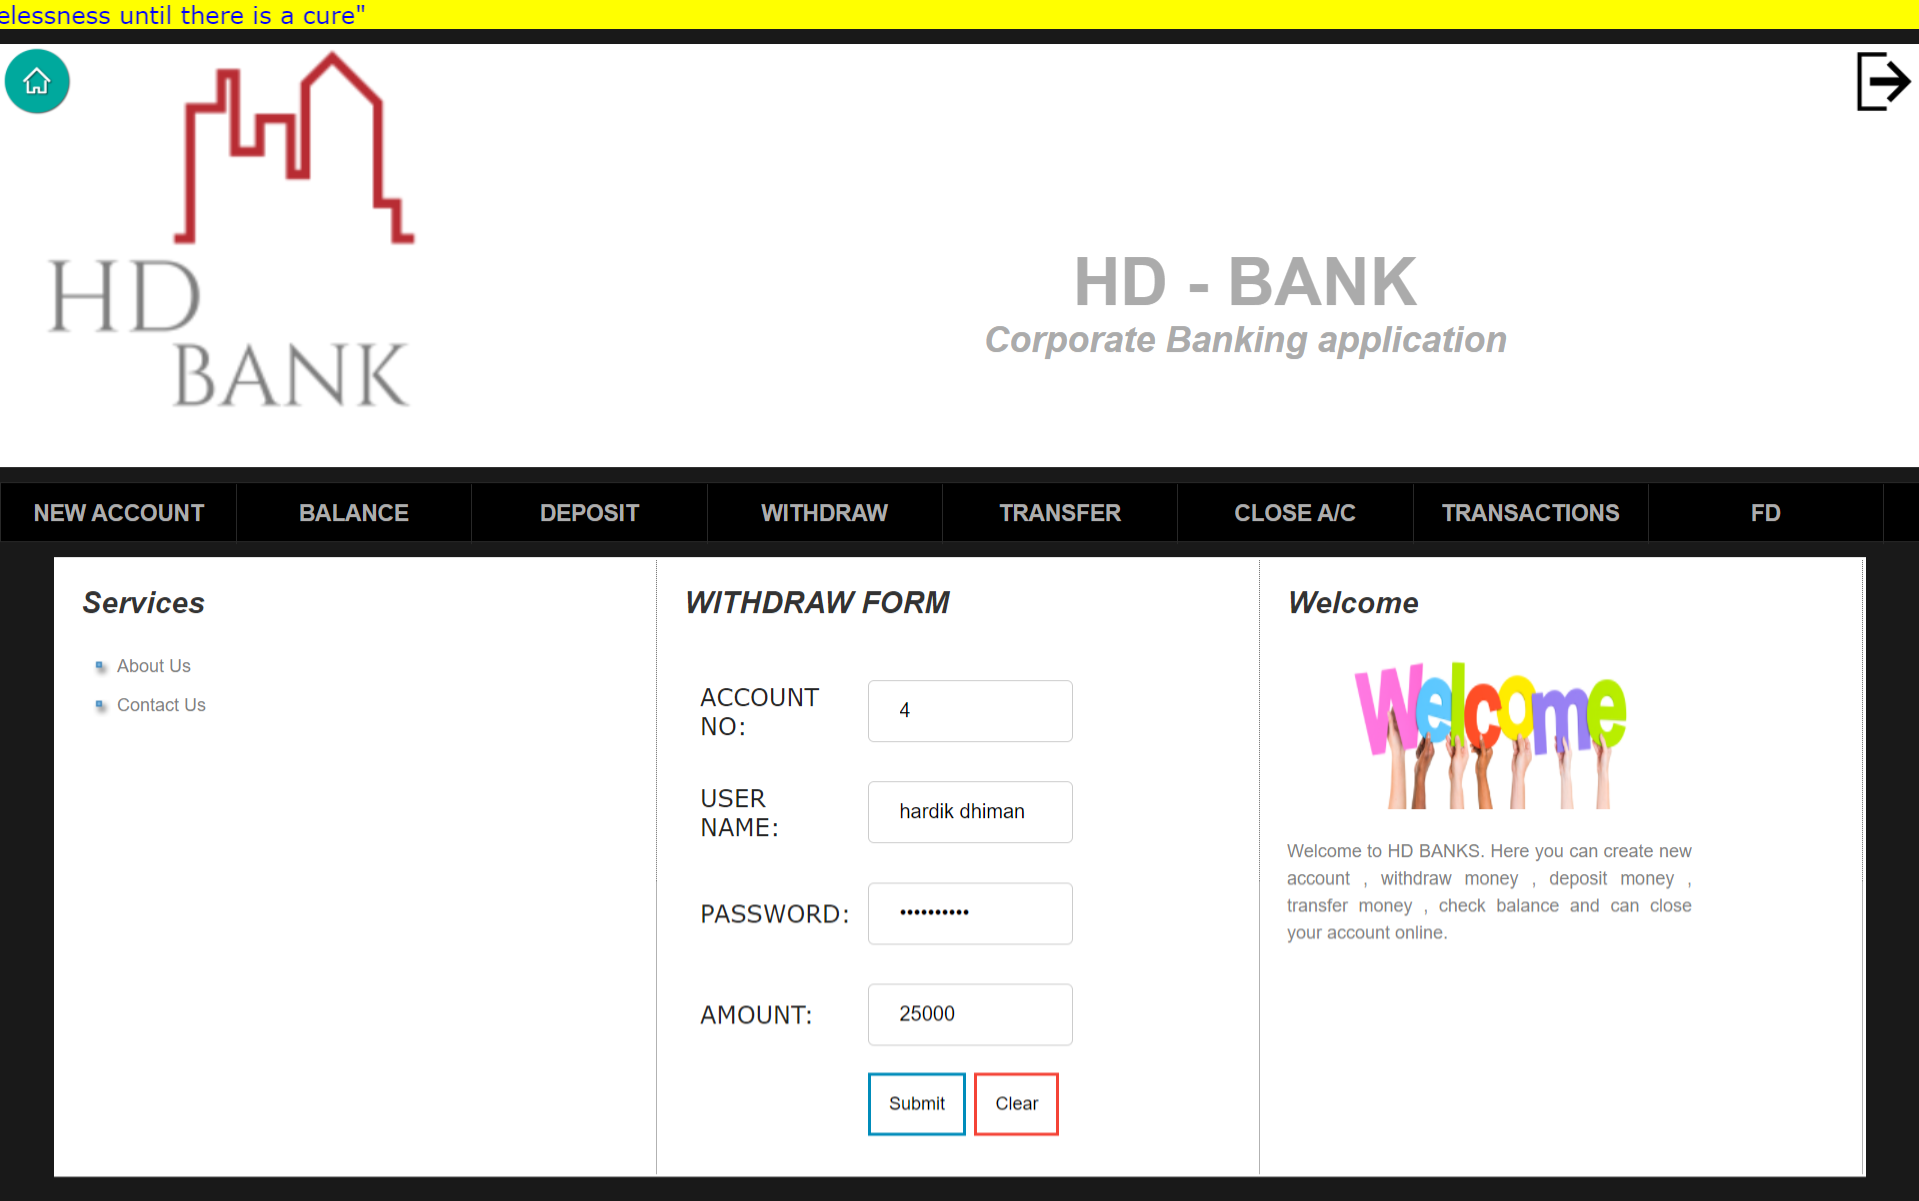 until there is a cure"
HD
BANK
HD - BANK
Corporate Banking application
NEW ACCOUNT BALANCE DEPOSIT WITHDRAW TRANSFER CLOSE A/C TRANSACTIONS FD
Services
About Us
Contact Us
WITHDRAW FORM
ACCOUNT NO: 4
USER NAME: hardik dhiman
PASSWORD: ••••••••••
AMOUNT: 25000
Submit Clear
Welcome
Welcome
Welcome to HD BANKS. Here you can create new
account , withdraw money , deposit money ,
transfer money , check balance and can close
your account online.